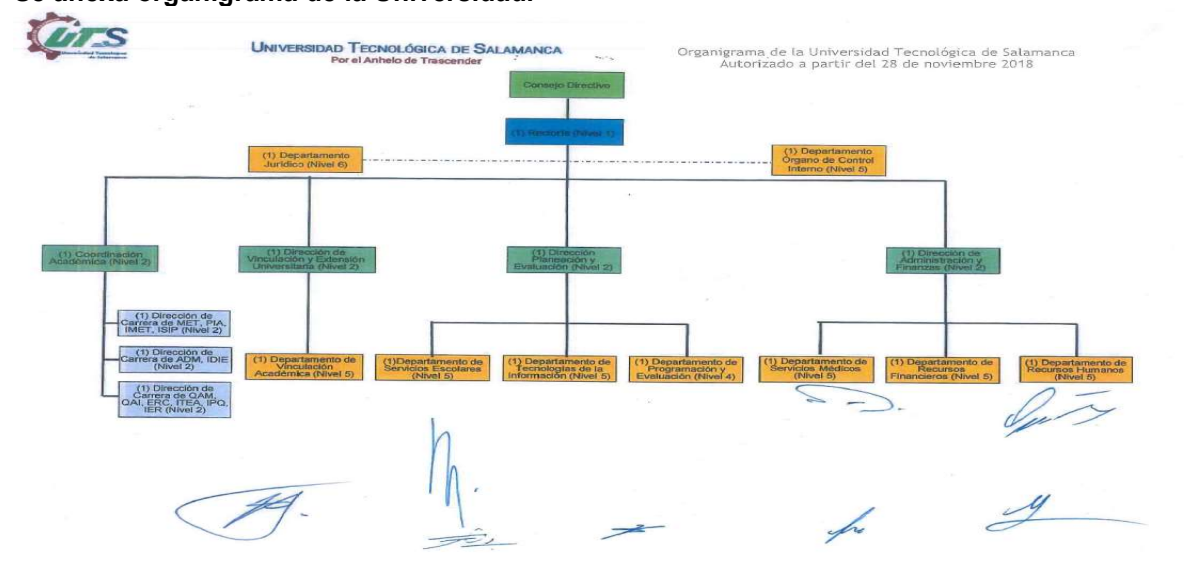 Se anexa organigrama de la Universidad.
UTS
Universidad Tecnológica
de Salamanca
UNIVERSIDAD TECNOLÓGICA DE SALAMANCA
Por el Anhelo de Trascender
Organigrama de la Universidad Tecnológica de Salamanca
Autorizado a partir del 28 de noviembre 2018
Consejo Directivo
(1) Rectoría (Nivel 1)
(1) Departamento
Jurídico (Nivel 6)
(1) Departamento
Órgano de Control
Interno (Nivel 5)
(1) Coordinación
Académica (Nivel 2)
(1) Dirección de
Vinculación y Extensión
Universitaria (Nivel 2)
(1) Dirección
Planeación y
Evaluación (Nivel 2)
(1) Dirección de
Administración y
Finanzas (Nivel 2)
(1) Dirección de
Carrera de MET, PIA,
IMET, ISIP (Nivel 2)
(1) Dirección de
Carrera de ADM, IDIE
(Nivel 2)
(1) Dirección de
Carrera de QAM,
QAI, ERC, ITEA, IPQ,
IER (Nivel 2)
(1) Departamento de
Vinculación
Académica (Nivel 5)
(1)Departamento de
Servicios Escolares
(Nivel 5)
(1) Departamento de
Tecnologías de la
Información (Nivel 5)
(1) Departamento de
Programación y
Evaluación (Nivel 4)
(1) Departamento de
Servicios Médicos
(Nivel 5)
(1) Departamento de
Recursos
Financieros (Nivel 5)
(1) Departamento de
Recursos Humanos
(Nivel 5)